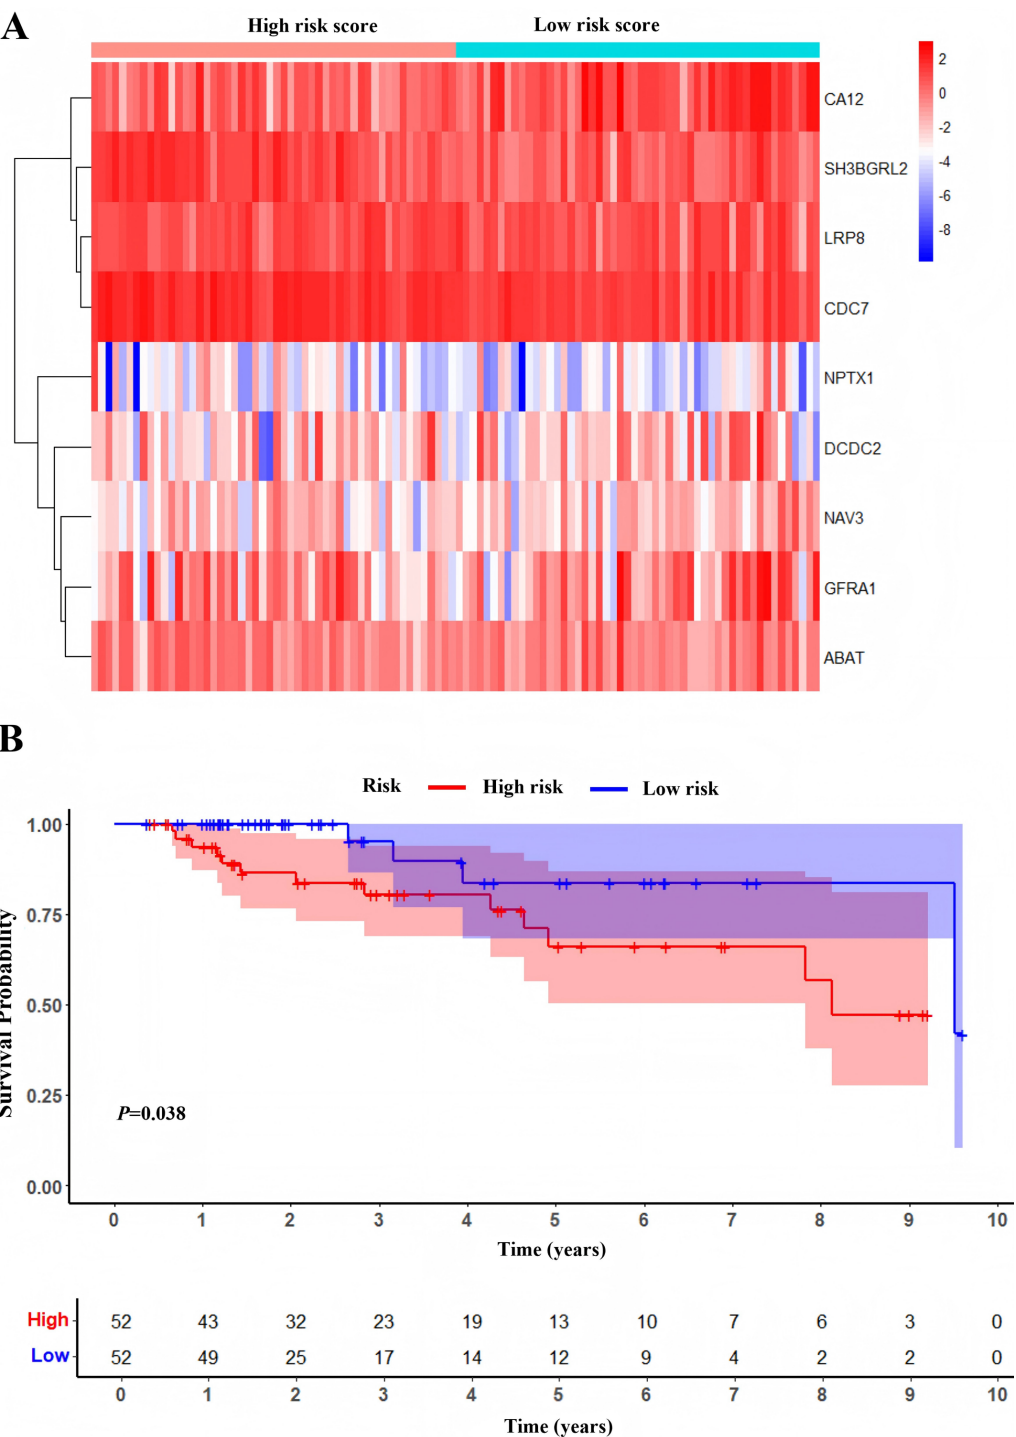 A
High risk score Low risk score
2
0
-2
-4
-6
-8
CA12
SH3BGRL2
LRP8
CDC7
NPTX1
DCDC2
NAV3
GFRA1
ABAT
B
Risk High risk Low risk
Survival Probability
1.00
0.75
0.50
0.25
0.00
P=0.038
0 1 2 3 4 5 6 7 8 9 10
Time (years)
High 52 43 32 23 19 13 10 7 6 3 0
Low 52 49 25 17 14 12 9 4 2 2 0
0 1 2 3 4 5 6 7 8 9 10
Time (years)